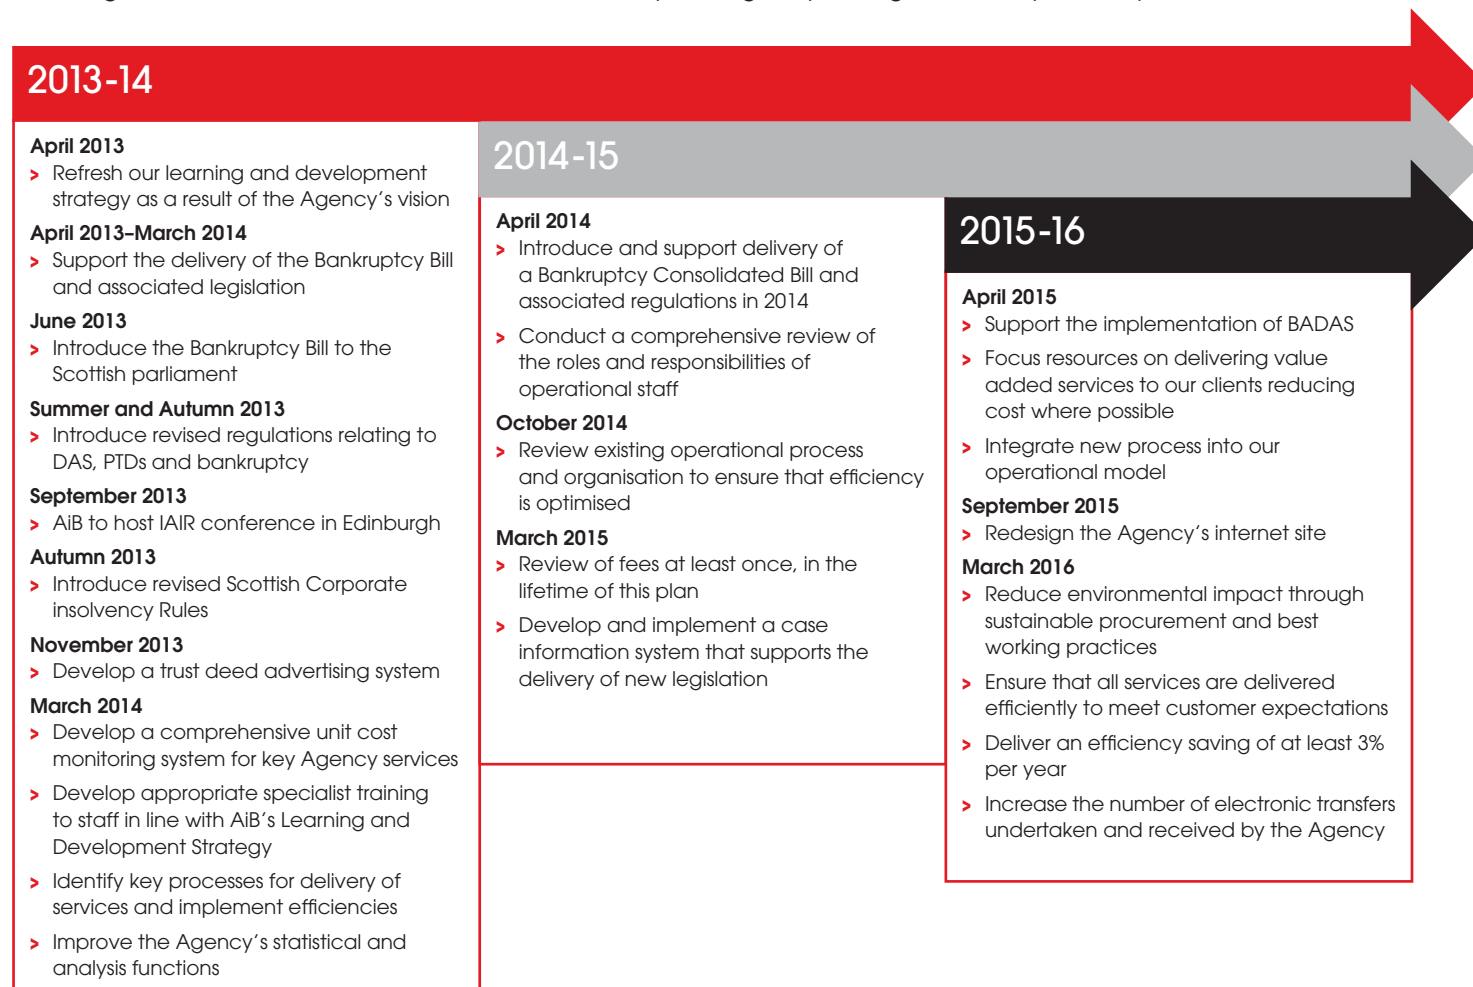 2013-14
April 2013
> Refresh our learning and development
strategy as a result of the Agency's vision
April 2013–March 2014
> Support the delivery of the Bankruptcy Bill
and associated legislation
June 2013
> Introduce the Bankruptcy Bill to the
Scottish parliament
Summer and Autumn 2013
> Introduce revised regulations relating to
DAS, PTDs and bankruptcy
September 2013
> AiB to host IAIR conference in Edinburgh
Autumn 2013
> Introduce revised Scottish Corporate
insolvency Rules
November 2013
> Develop a trust deed advertising system
March 2014
> Develop a comprehensive unit cost
monitoring system for key Agency services
> Develop appropriate specialist training
to staff in line with AiB's Learning and
Development Strategy
> Identify key processes for delivery of
services and implement efficiencies
> Improve the Agency's statistical and
analysis functions
2014-15
April 2014
> Introduce and support delivery of
a Bankruptcy Consolidated Bill and
associated regulations in 2014
> Conduct a comprehensive review of
the roles and responsibilities of
operational staff
October 2014
> Review existing operational process
and organisation to ensure that efficiency
is optimised
March 2015
> Review of fees at least once, in the
lifetime of this plan
> Develop and implement a case
information system that supports the
delivery of new legislation
2015-16
April 2015
> Support the implementation of BADAS
> Focus resources on delivering value
added services to our clients reducing
cost where possible
> Integrate new process into our
operational model
September 2015
> Redesign the Agency's internet site
March 2016
> Reduce environmental impact through
sustainable procurement and best
working practices
> Ensure that all services are delivered
efficiently to meet customer expectations
> Deliver an efficiency saving of at least 3%
per year
> Increase the number of electronic transfers
undertaken and received by the Agency